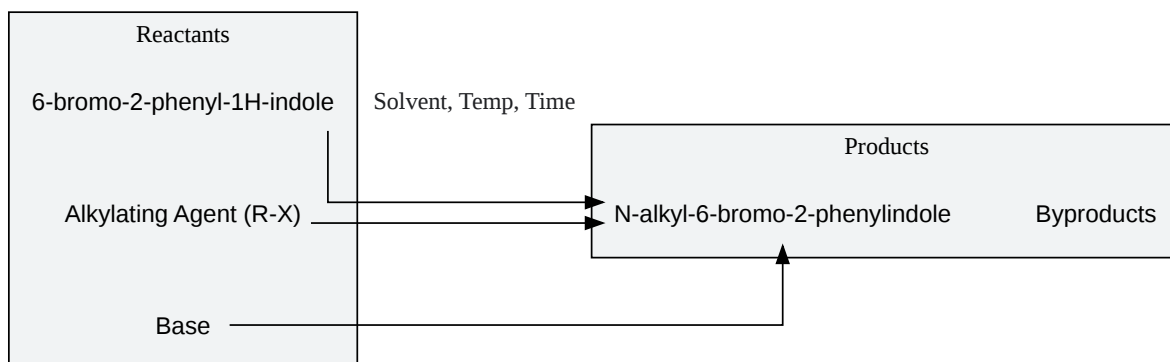 Reactants
6-bromo-2-phenyl-1H-indole
Solvent, Temp, Time
Products
Alkylating Agent (R-X)
N-alkyl-6-bromo-2-phenylindole
Byproducts
Base